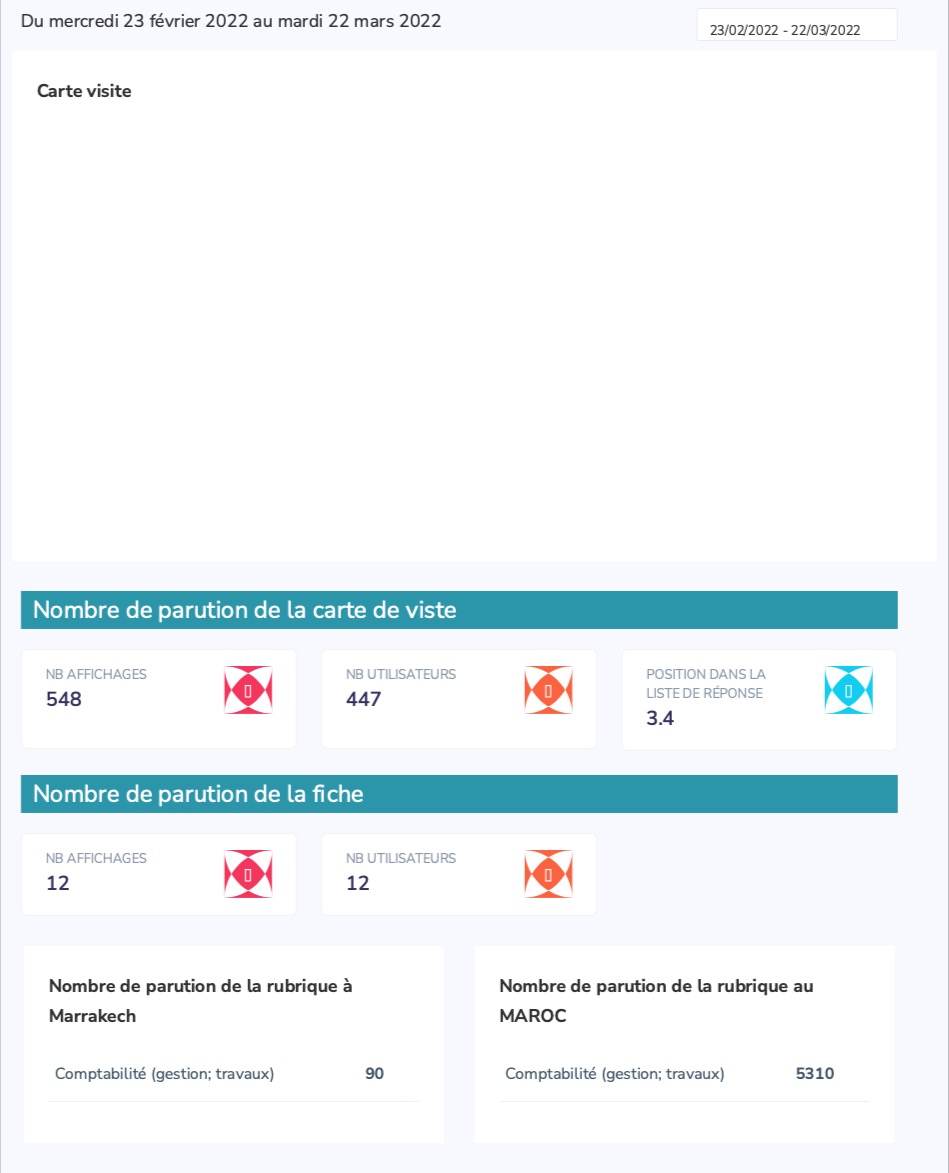 Du mercredi 23 février 2022 au mardi 22 mars 2022
23/02/2022 - 22/03/2022
Carte visite
Nombre de parution de la carte de viste
NB AFFICHAGES
548
NB UTILISATEURS
447
POSITION DANS LA
LISTE DE RÉPONSE
3.4
Nombre de parution de la fiche
NB AFFICHAGES
12
NB UTILISATEURS
12
Nombre de parution de la rubrique à
Marrakech
Comptabilité (gestion; travaux) 90
Nombre de parution de la rubrique au
MAROC
Comptabilité (gestion; travaux) 5310